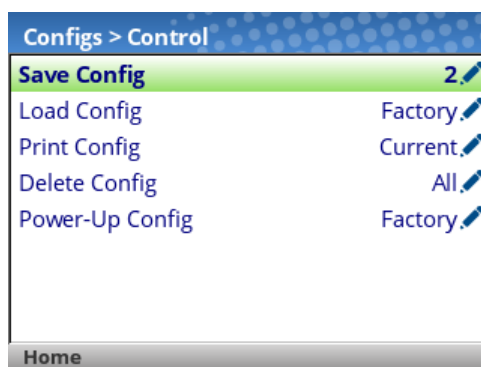 Configs > Control
Save Config 2
Load Config Factory
Print Config Current
Delete Config All
Power-Up Config Factory
Home